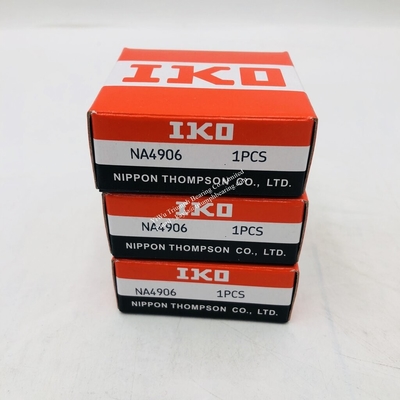 IKO
IKO
NA4906 1PCS
NIPPON THOMPSON CO., LTD.
IKO
NA4906 1PCS
NIPPON THOMPSON CO., LTD.
IKO
NA4906 1PCS
NIPPON THOMPSON CO., LTD.